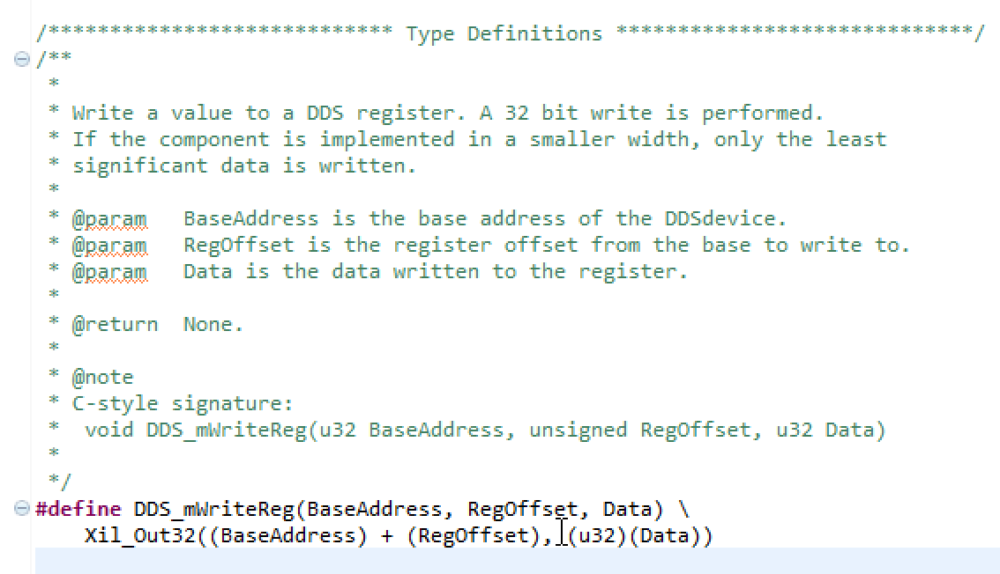 /**************************** Type Definitions *****************************/
/**
 *
 * Write a value to a DDS register. A 32 bit write is performed.
 * If the component is implemented in a smaller width, only the least
 * significant data is written.
 *
 * @param   BaseAddress is the base address of the DDSdevice.
 * @param   RegOffset is the register offset from the base to write to.
 * @param   Data is the data written to the register.
 *
 * @return  None.
 *
 * @note
 * C-style signature:
 *  void DDS_mWriteReg(u32 BaseAddress, unsigned RegOffset, u32 Data)
 *
 */
#define DDS_mWriteReg(BaseAddress, RegOffset, Data) \
    Xil_Out32((BaseAddress) + (RegOffset), (u32)(Data))